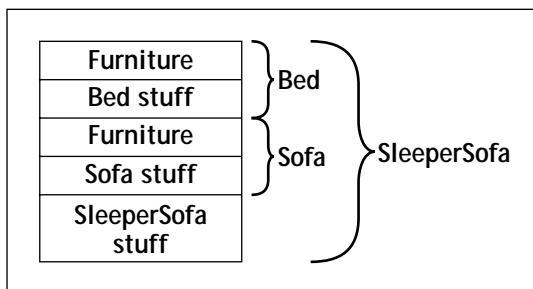 Furniture
Bed stuff
Furniture
Sofa stuff
SleeperSofa
stuff
Bed
Sofa
SleeperSofa